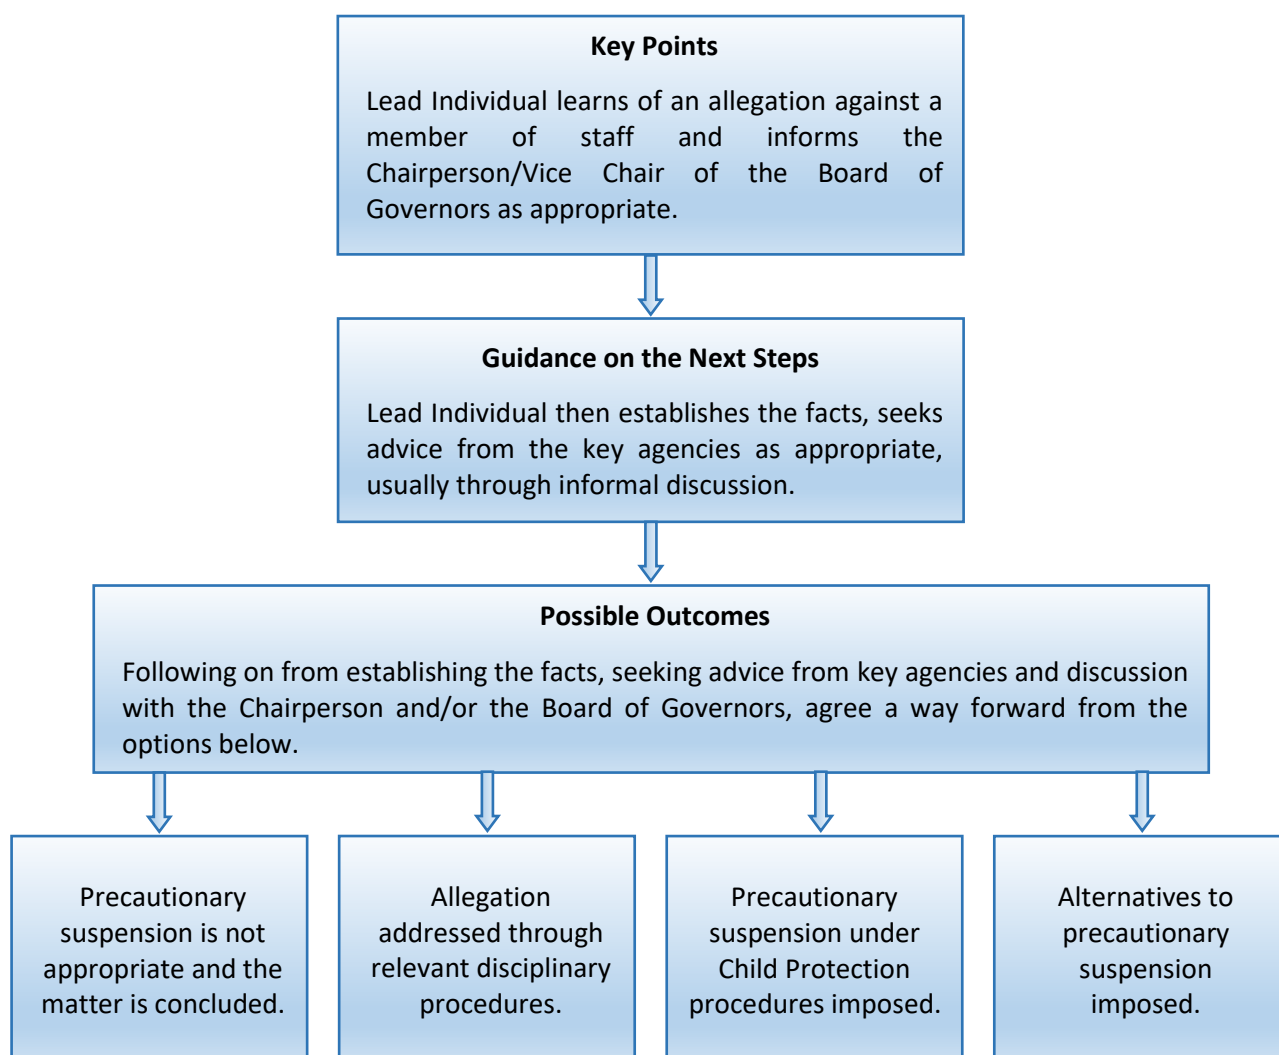 Key Points
Lead Individual learns of an allegation against a
member of staff and informs the
Chairperson/Vice Chair of the Board of
Governors as appropriate.
Guidance on the Next Steps
Lead Individual then establishes the facts, seeks
advice from the key agencies as appropriate,
usually through informal discussion.
Possible Outcomes
Following on from establishing the facts, seeking advice from key agencies and discussion
with the Chairperson and/or the Board of Governors, agree a way forward from the
options below.
Precautionary
suspension is not
appropriate and the
matter is concluded.
Allegation
addressed through
relevant disciplinary
procedures.
Precautionary
suspension under
Child Protection
procedures imposed.
Alternatives to
precautionary
suspension
imposed.